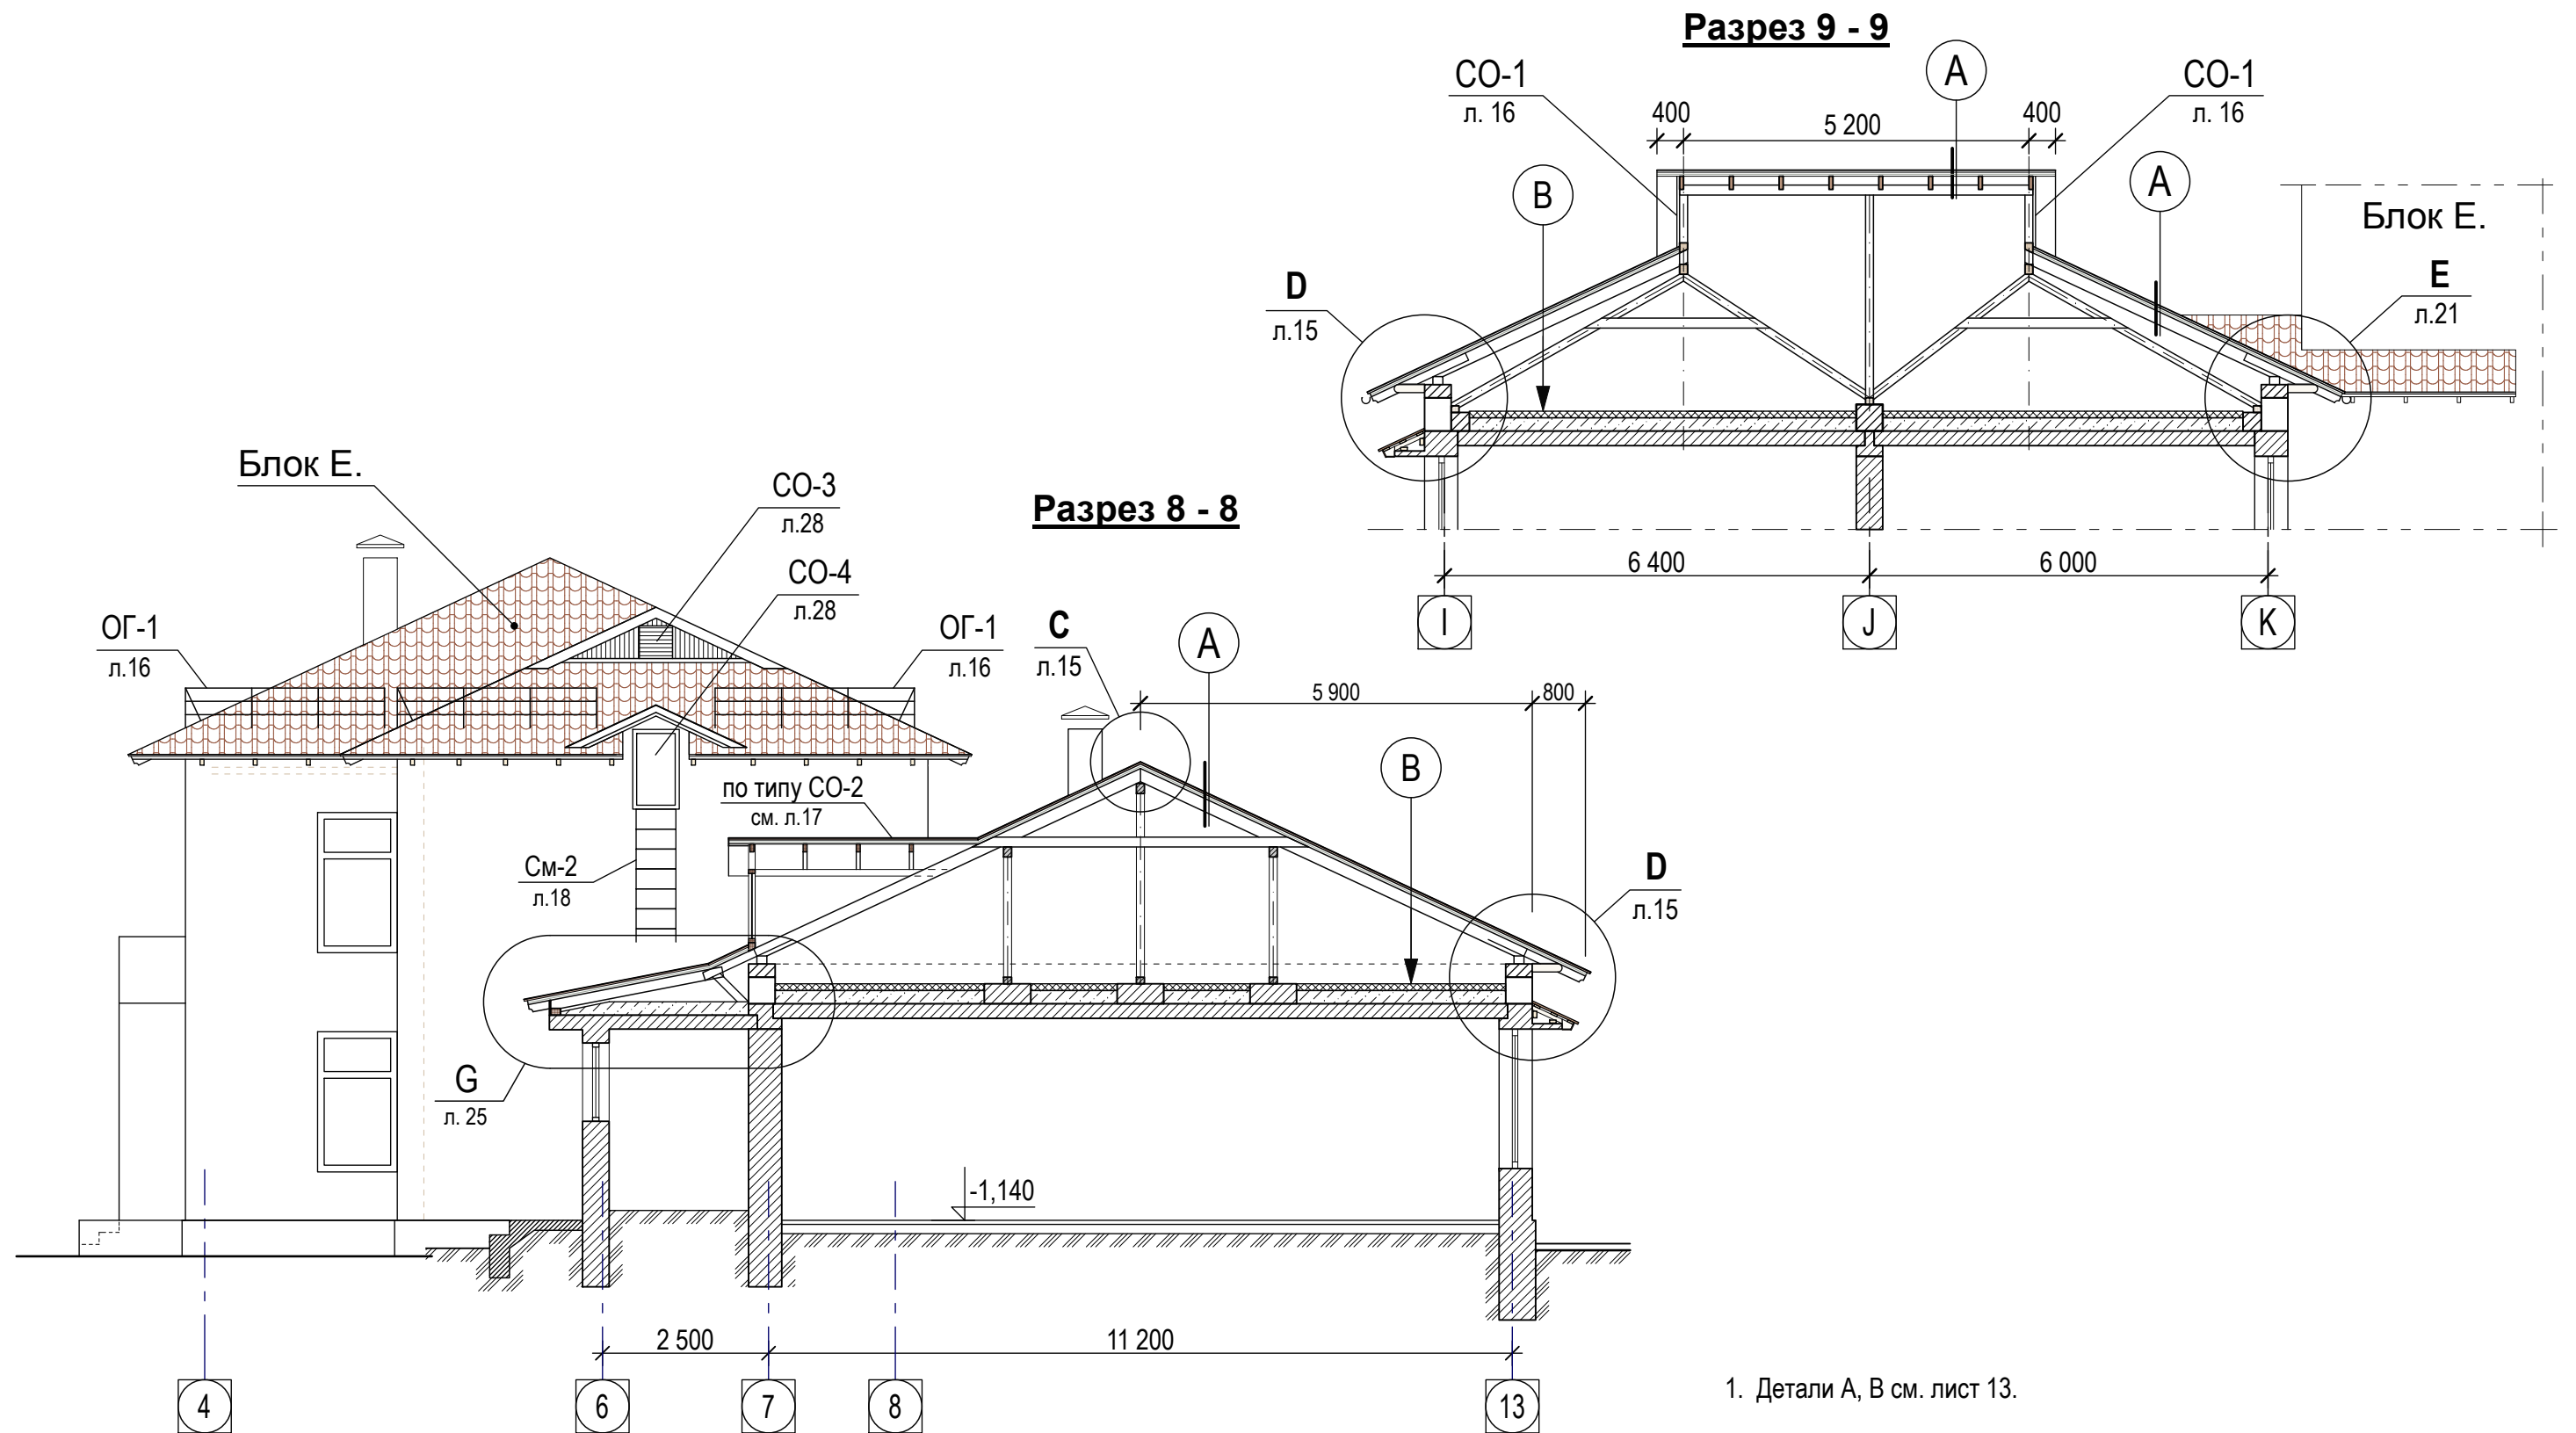 Разрез 9 - 9
СО-1
л. 16
А
СО-1
л. 16
400
5 200
400
В
А
Блок Е.
D
л.15
Е
л.21
6 400
6 000
I
J
K
Разрез 8 - 8
Блок Е.
СО-3
л.28
СО-4
л.28
ОГ-1
л.16
ОГ-1
л.16
С
л.15
А
5 900
800
В
по типу СО-2
см. л.17
См-2
л.18
D
л.15
G
л. 25
-1,140
2 500
11 200
4
6
7
8
13
1. Детали А, В см. лист 13.